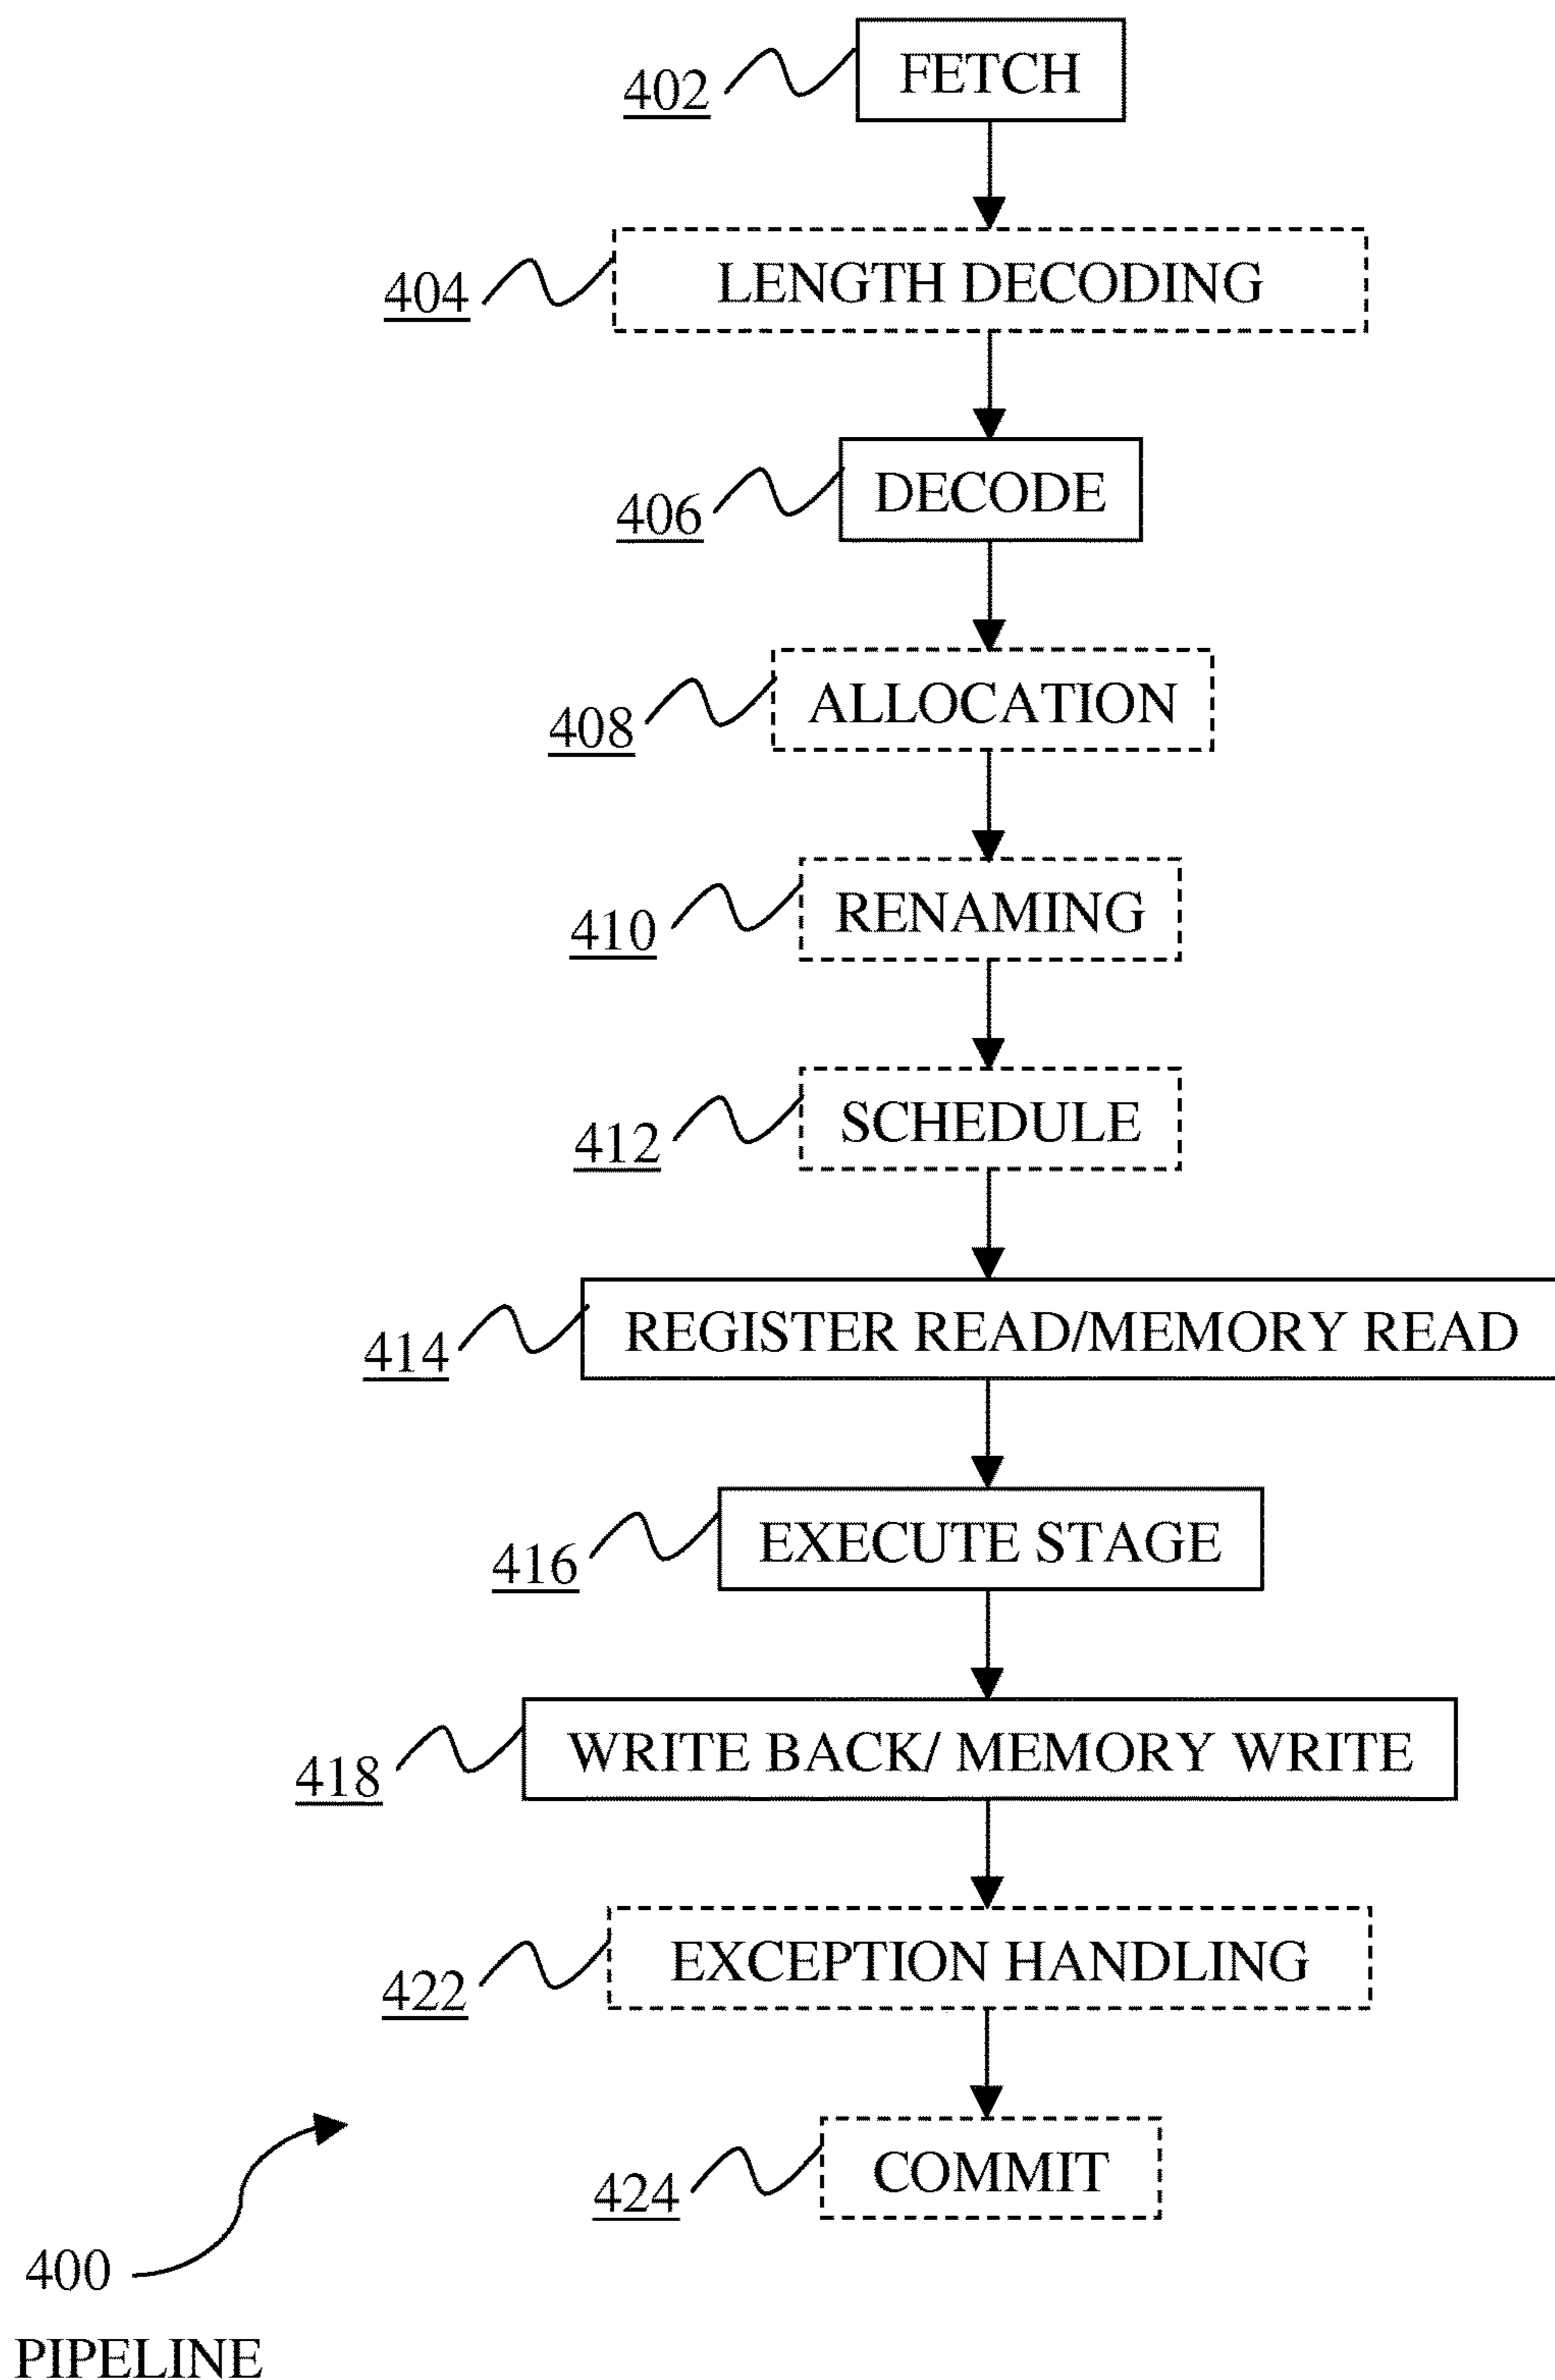 FETCH
402
LENGTH DECODING
404
DECODE
406
ALLOCATION
408
RENAMING
410
SCHEDULE
412
REGISTER READ/MEMORY READ
414
EXECUTE STAGE
416
WRITE BACK/ MEMORY WRITE
418
EXCEPTION HANDLING
422
COMMIT
424
400
PIPELINE